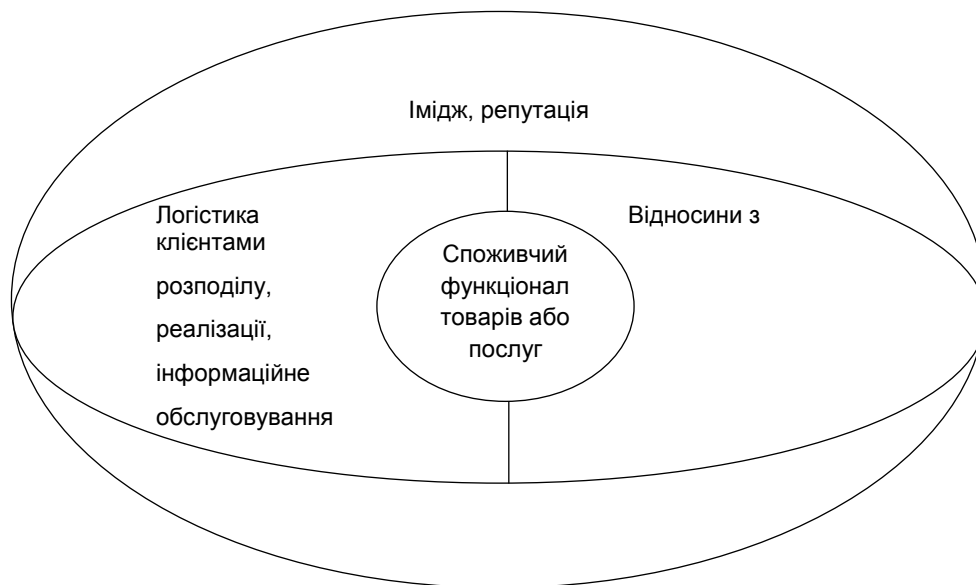 Імідж, репутація
Логістика
клієнтами
розподілу,
реалізації,
інформаційне
обслуговування
Споживчий
функціонал
товарів або
послуг
Відносини з